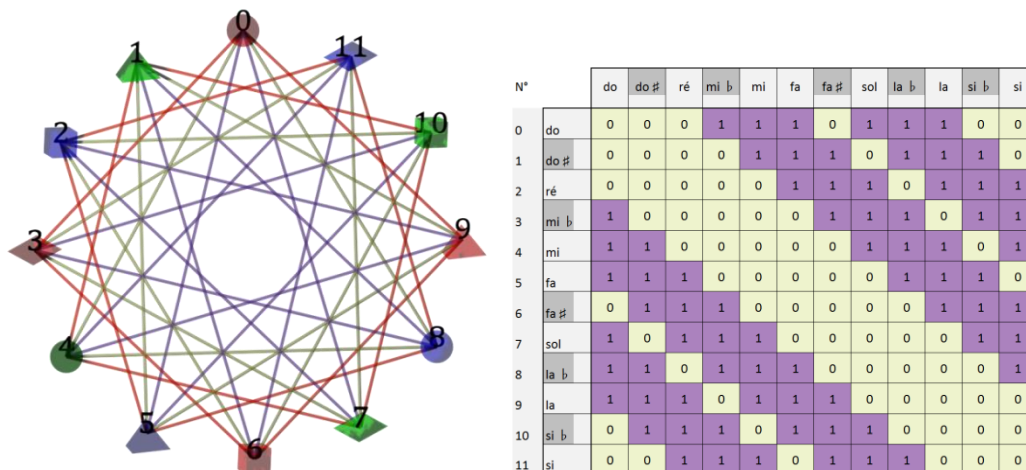 0
11
1
10
2
3
9
4
8
5
7
6
N° do do ♯ ré mi ♭ mi fa fa ♯ sol la ♭ la si ♭ si
0 do 0 0 0 1 1 1 0 1 1 1 0 0
1 do ♯ 0 0 0 0 1 1 1 0 1 1 1 0
2 ré 0 0 0 0 0 1 1 1 0 1 1 1
3 mi ♭ 1 0 0 0 0 0 1 1 1 0 1 1
4 mi 1 1 0 0 0 0 0 1 1 1 0 1
5 fa 1 1 1 0 0 0 0 0 1 1 1 0
6 fa ♯ 0 1 1 1 0 0 0 0 0 1 1 1
7 sol 1 0 1 1 1 0 0 0 0 0 1 1
8 la ♭ 1 1 0 1 1 1 0 0 0 0 0 1
9 la 1 1 1 0 1 1 1 0 0 0 0 0
10 si ♭ 0 1 1 1 0 1 1 1 0 0 0 0
11 si 0 0 1 1 1 0 1 1 1 0 0 0